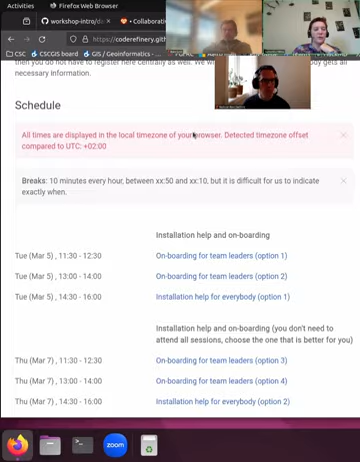 Activities
Firefox Web Browser
workshop-intro/da
Collaborativ
https://coderefinery.gith
CSC
CSCGIS board
GIS / Geoinformatics -
then you do not have to register here centrally as well. We w
ody gets all
necessary information.
Schedule
All times are displayed in the local timezone of your browser. Detected timezone offset
compared to UTC: +02:00
Breaks: 10 minutes every hour, between xx:50 and xx:10, but it is difficult for us to indicate
exactly when.
Installation help and on-boarding
Tue (Mar 5) , 11:30 - 12:30 On-boarding for team leaders (option 1)
Tue (Mar 5) , 13:00 - 14:00 On-boarding for team leaders (option 2)
Tue (Mar 5) , 14:30 - 16:00 Installation help for everybody (option 1)
Installation help and on-boarding (you don't need to
attend all sessions, choose the one that is better for you)
Thu (Mar 7) , 11:30 - 12:30 On-boarding for team leaders (option 3)
Thu (Mar 7) , 13:00 - 14:00 On-boarding for team leaders (option 4)
Thu (Mar 7) , 14:30 - 16:00 Installation help for everybody (option 2)
zoom